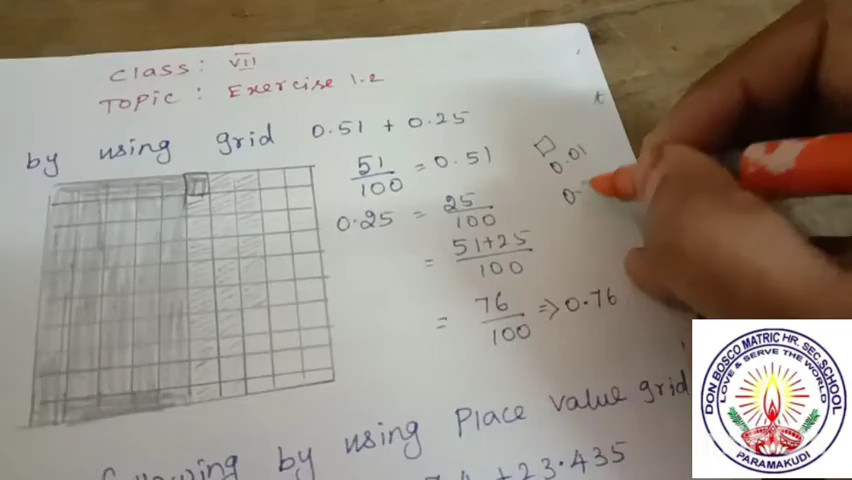 Class: VII
Topic: Exercise 1.2
by using grid 0.51 + 0.25
51/100 = 0.51
0.25 = 25/100
= 51+25/100
= 76/100 => 0.76
0.01
0.
following by using Place value grid
+23.435
DON BOSCO MATRIC HR. SEC. SCHOOL
LOVE & SERVE THE WORLD
PARAMAKUDI